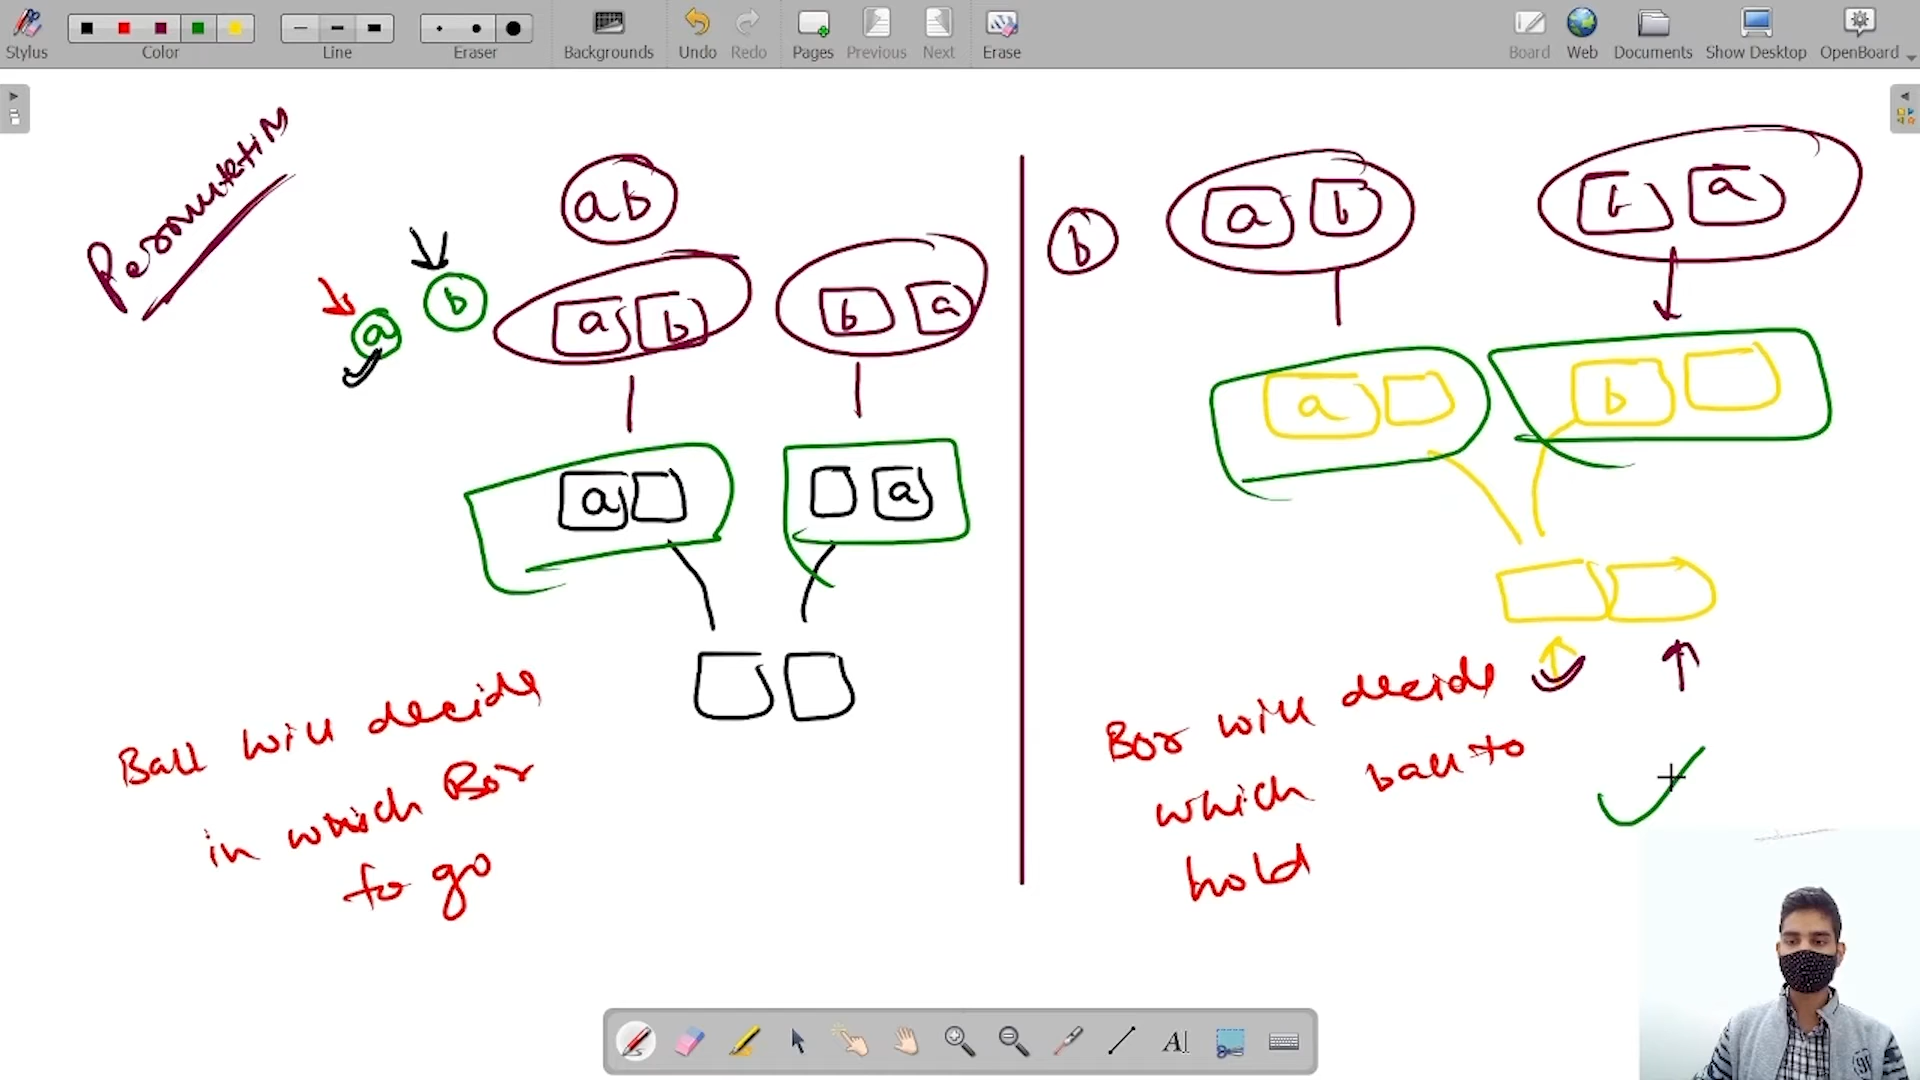 Stylus
Color
Line
Eraser
Backgrounds
Undo
Redo
Pages
Previous
Next
Erase
Board
Web
Documents
Show Desktop
OpenBoard
Permutation
ab
a
b
a b
b a
a
a
Ball will decide
in which Box
to go
b
a b
b a
a
b
Box will decide
which ball to
hold
A